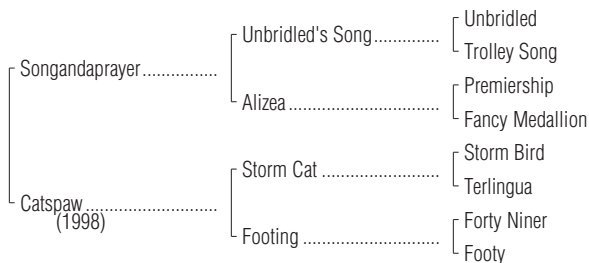 Unbridled
Unbridled's Song..............
Trolley Song
Songandaprayer................
Premiership
Alizea................................
Fancy Medallion
Storm Bird
Storm Cat .........................
Terlingua
Catspaw............................
(1998)
Forty Niner
Footing .............................
Footy